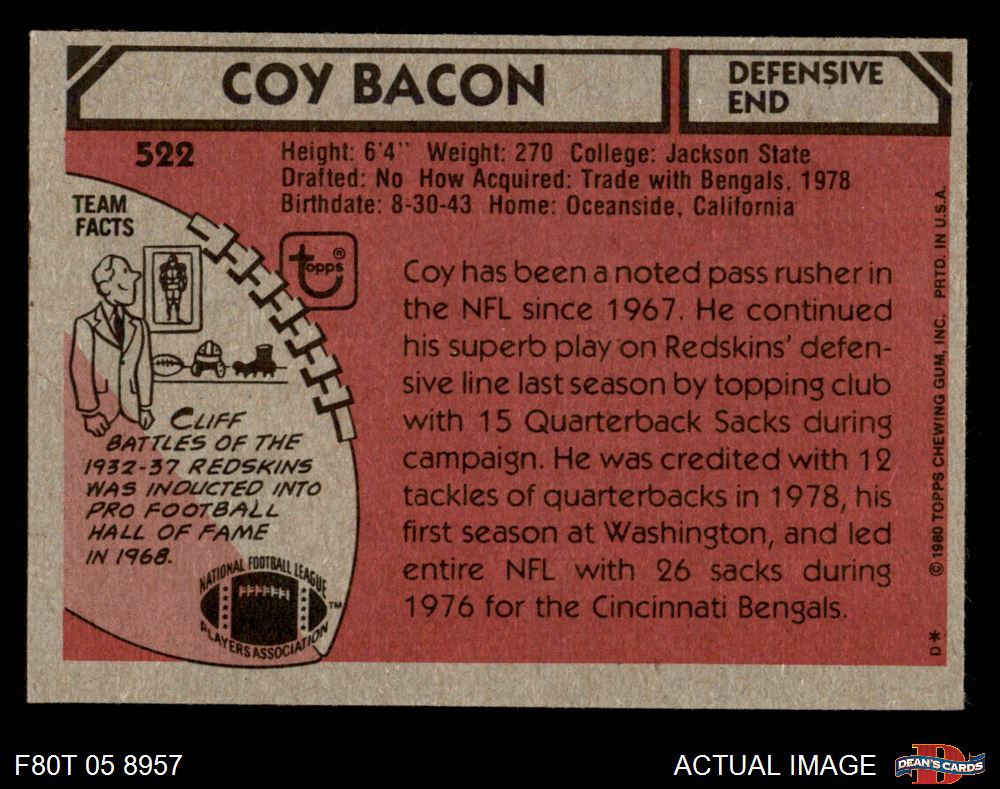 COY BACON
DEFENSIVE
END
522
Height: 6'4" Weight: 270 College: Jackson State
Drafted: No How Acquired: Trade with Bengals, 1978
Birthdate: 8-30-43 Home: Oceanside, California
TEAM
FACTS
topps®
Coy has been a noted pass rusher in
the NFL since 1967. He continued
his superb play on Redskins' defen-
sive line last season by topping club
with 15 Quarterback Sacks during
campaign. He was credited with 12
tackles of quarterbacks in 1978, his
first season at Washington, and led
entire NFL with 26 sacks during
1976 for the Cincinnati Bengals.
CLIFF
BATTLES OF THE
1932-37 REDSKINS
WAS INDUCTED INTO
PRO FOOTBALL
HALL OF FAME
IN 1968.
NATIONAL FOOTBALL LEAGUE
PLAYERS ASSOCIATION
TM
D* © 1980 TOPPS CHEWING GUM, INC. PRTD. IN U.S.A.
F80T 05 8957
ACTUAL IMAGE
D
DEAN'S CARDS